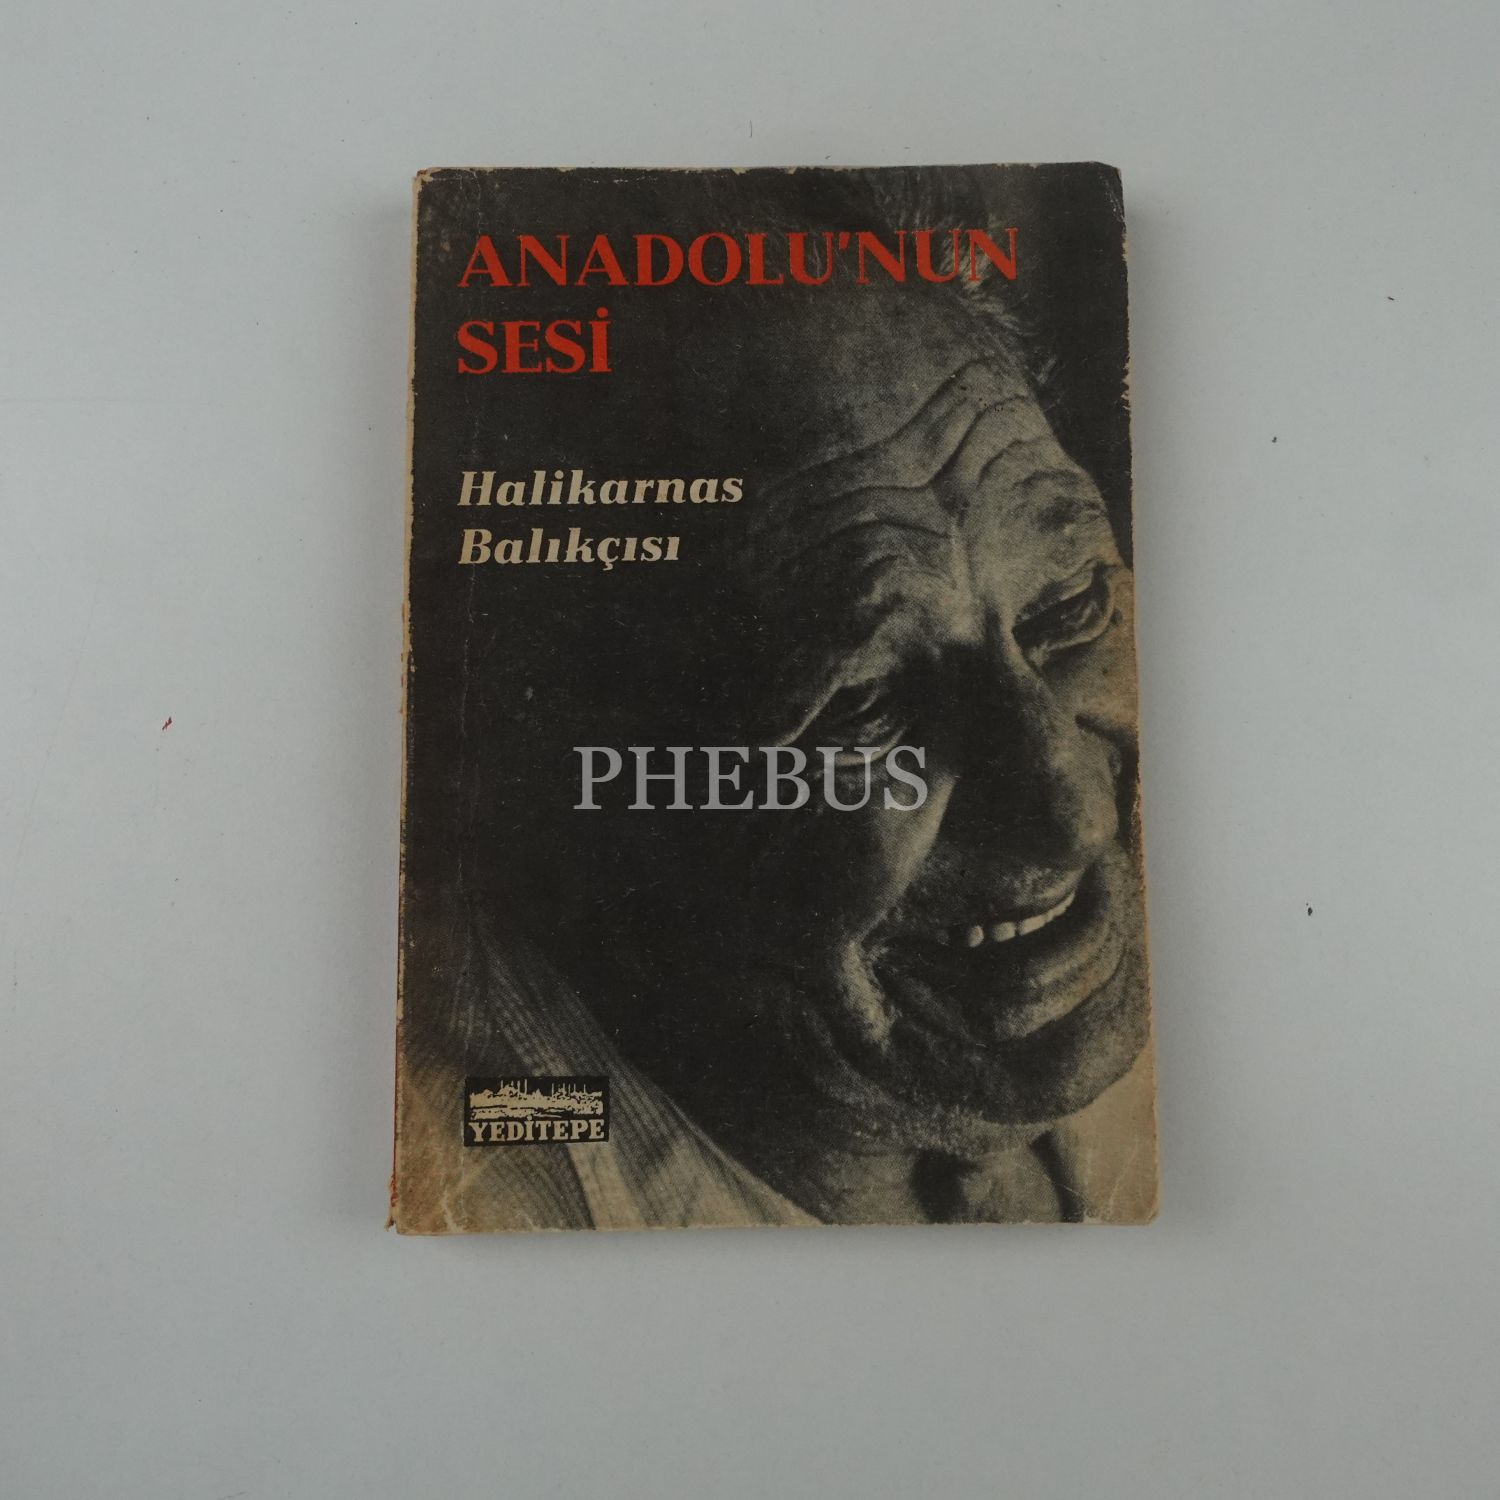 ANADOLU'NUN
SESİ
Halikarnas
Balıkçısı
PHEBUS
YEDİTEPE